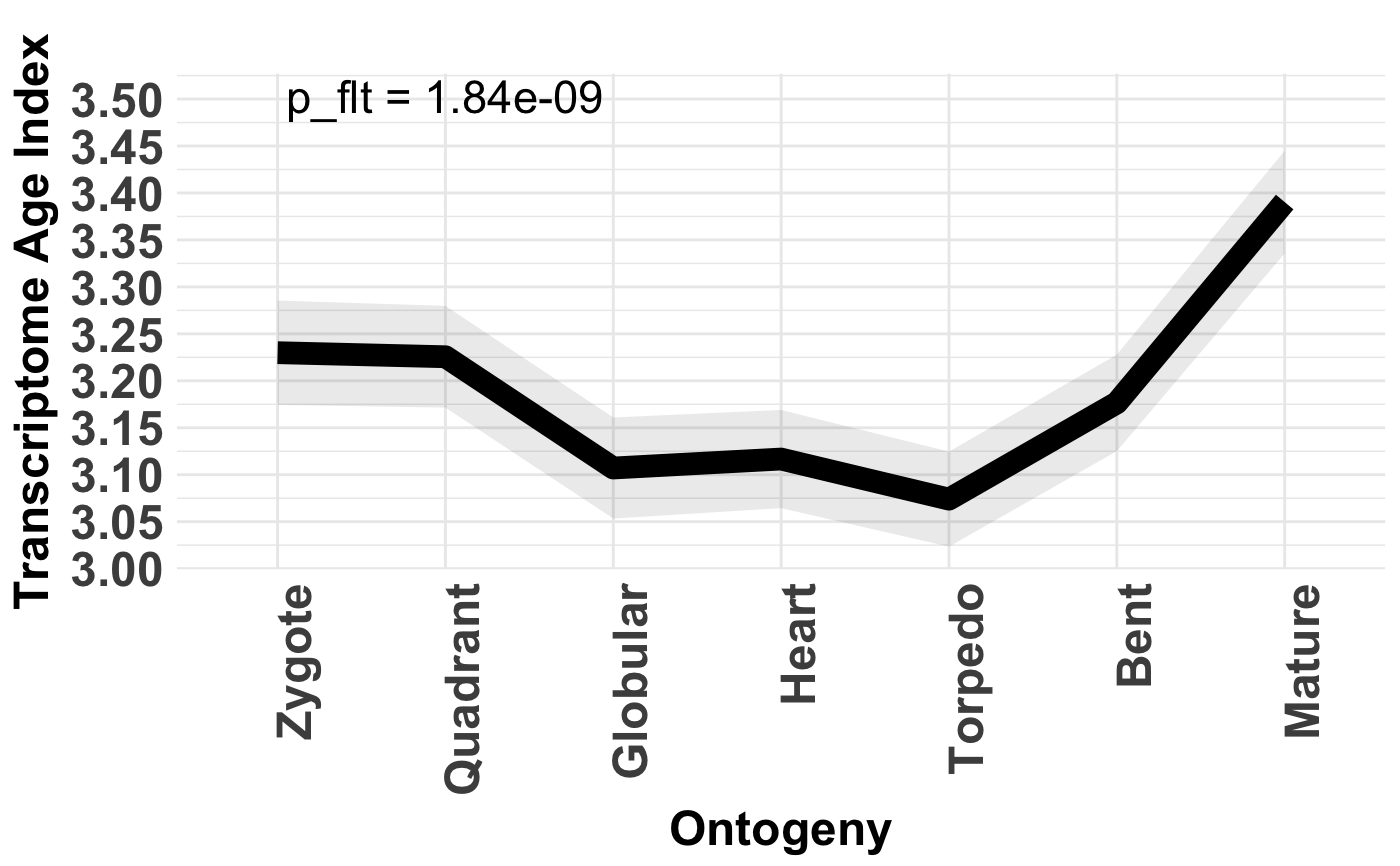 Transcriptome Age Index
3.50
3.45
3.40
3.35
3.30
3.25
3.20
3.15
3.10
3.05
3.00
p_flt = 1.84e-09
Zygote
Quadrant
Globular
Heart
Torpedo
Bent
Mature
Ontogeny